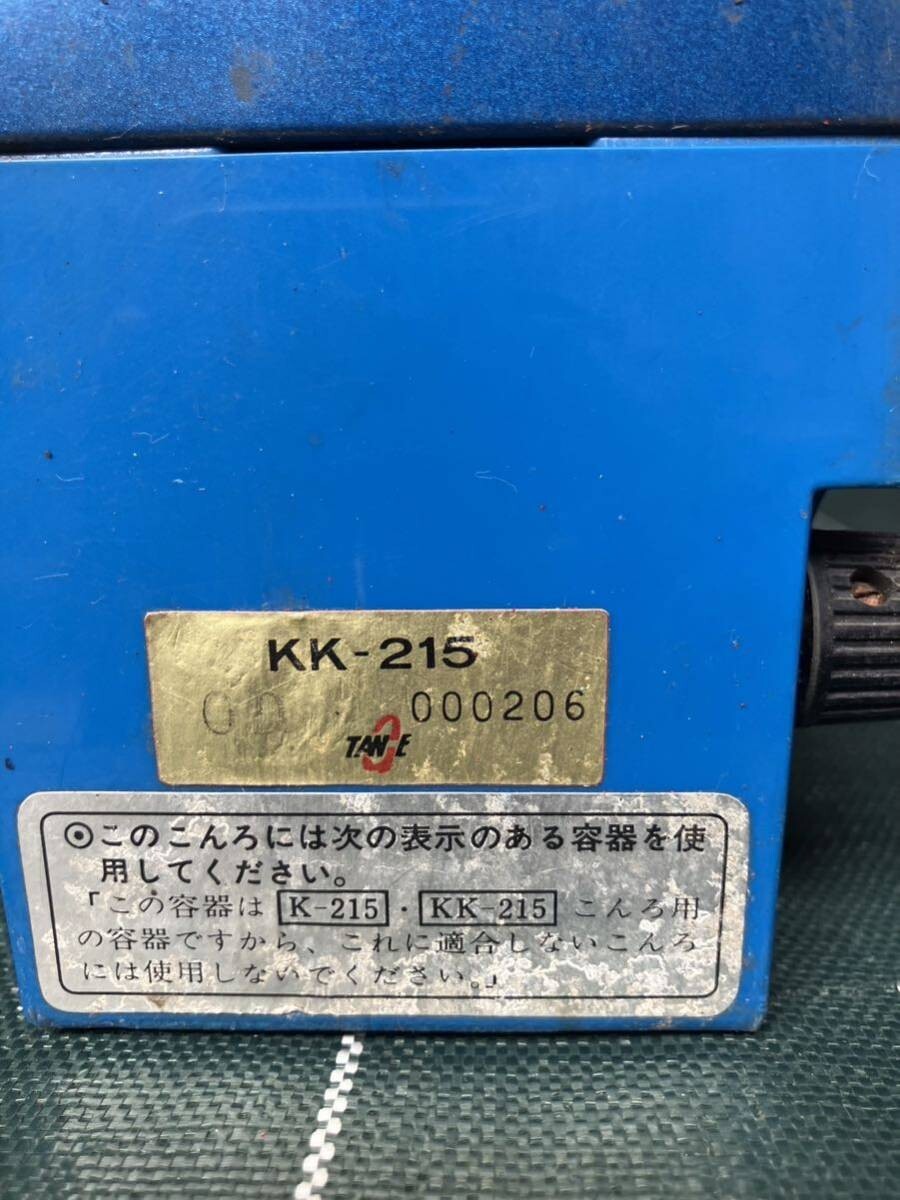 KK-215
000206
TANGE
⦿このこんろには次の表示のある容器を使
用してください。
「この容器は K-215・KK-215 こんろ用
の容器ですから、これに適合しないこんろ
には使用しないでください。」